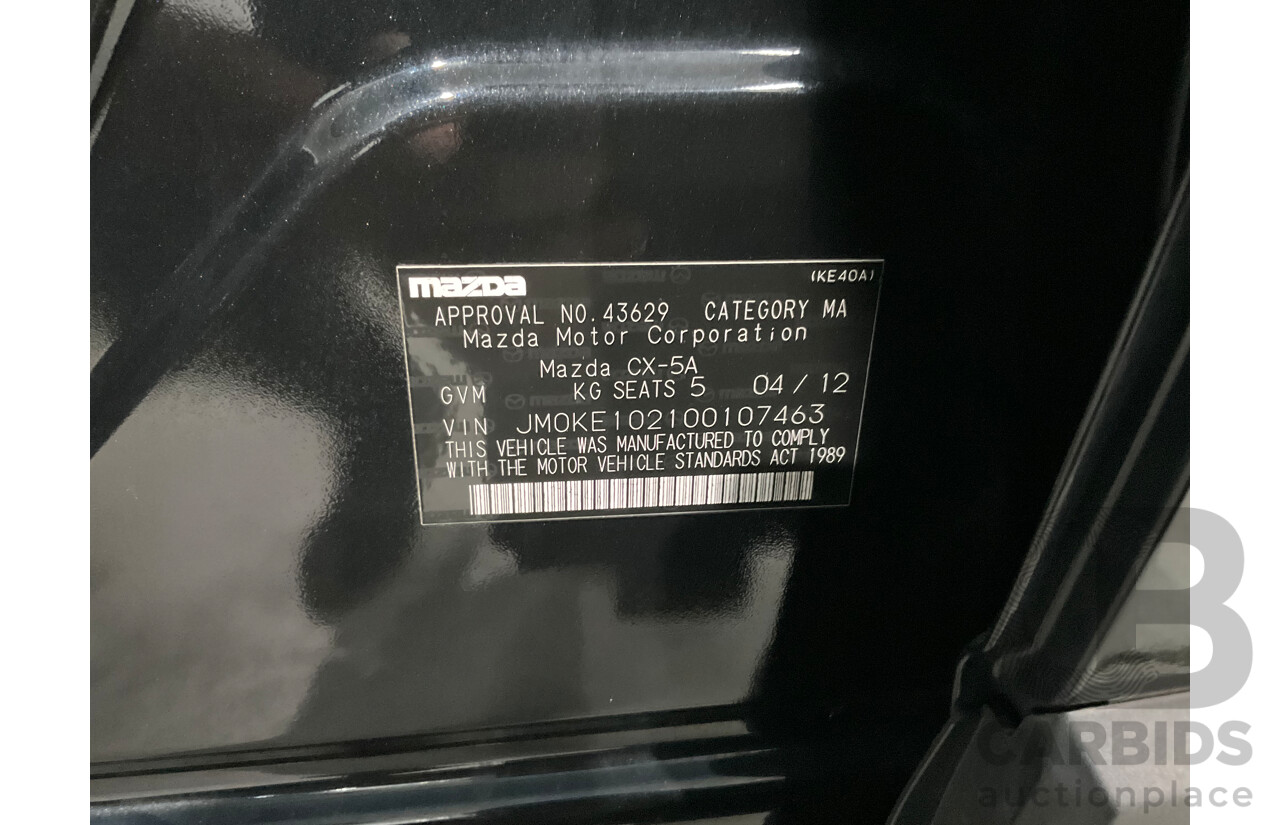 mazda (KE40A)
APPROVAL NO.43629 CATEGORY MA
Mazda Motor Corporation
Mazda CX-5A
GVM KG SEATS 5 04/12
VIN JM0KE102100107463
THIS VEHICLE WAS MANUFACTURED TO COMPLY
WITH THE MOTOR VEHICLE STANDARDS ACT 1989
B
CARBIDS
auctionplace